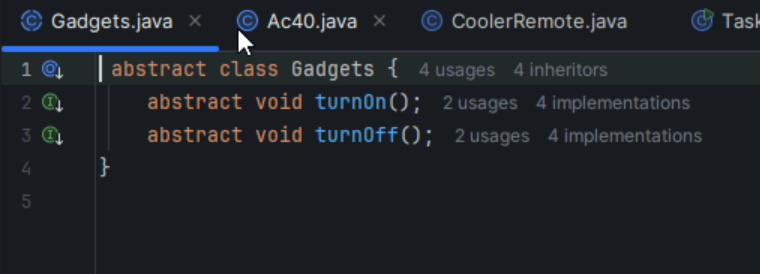 Gadgets.java Ac40.java CoolerRemote.java Task
1 abstract class Gadgets { 4 usages 4 inheritors
2 abstract void turnOn(); 2 usages 4 implementations
3 abstract void turnOff(); 2 usages 4 implementations
4 }
5